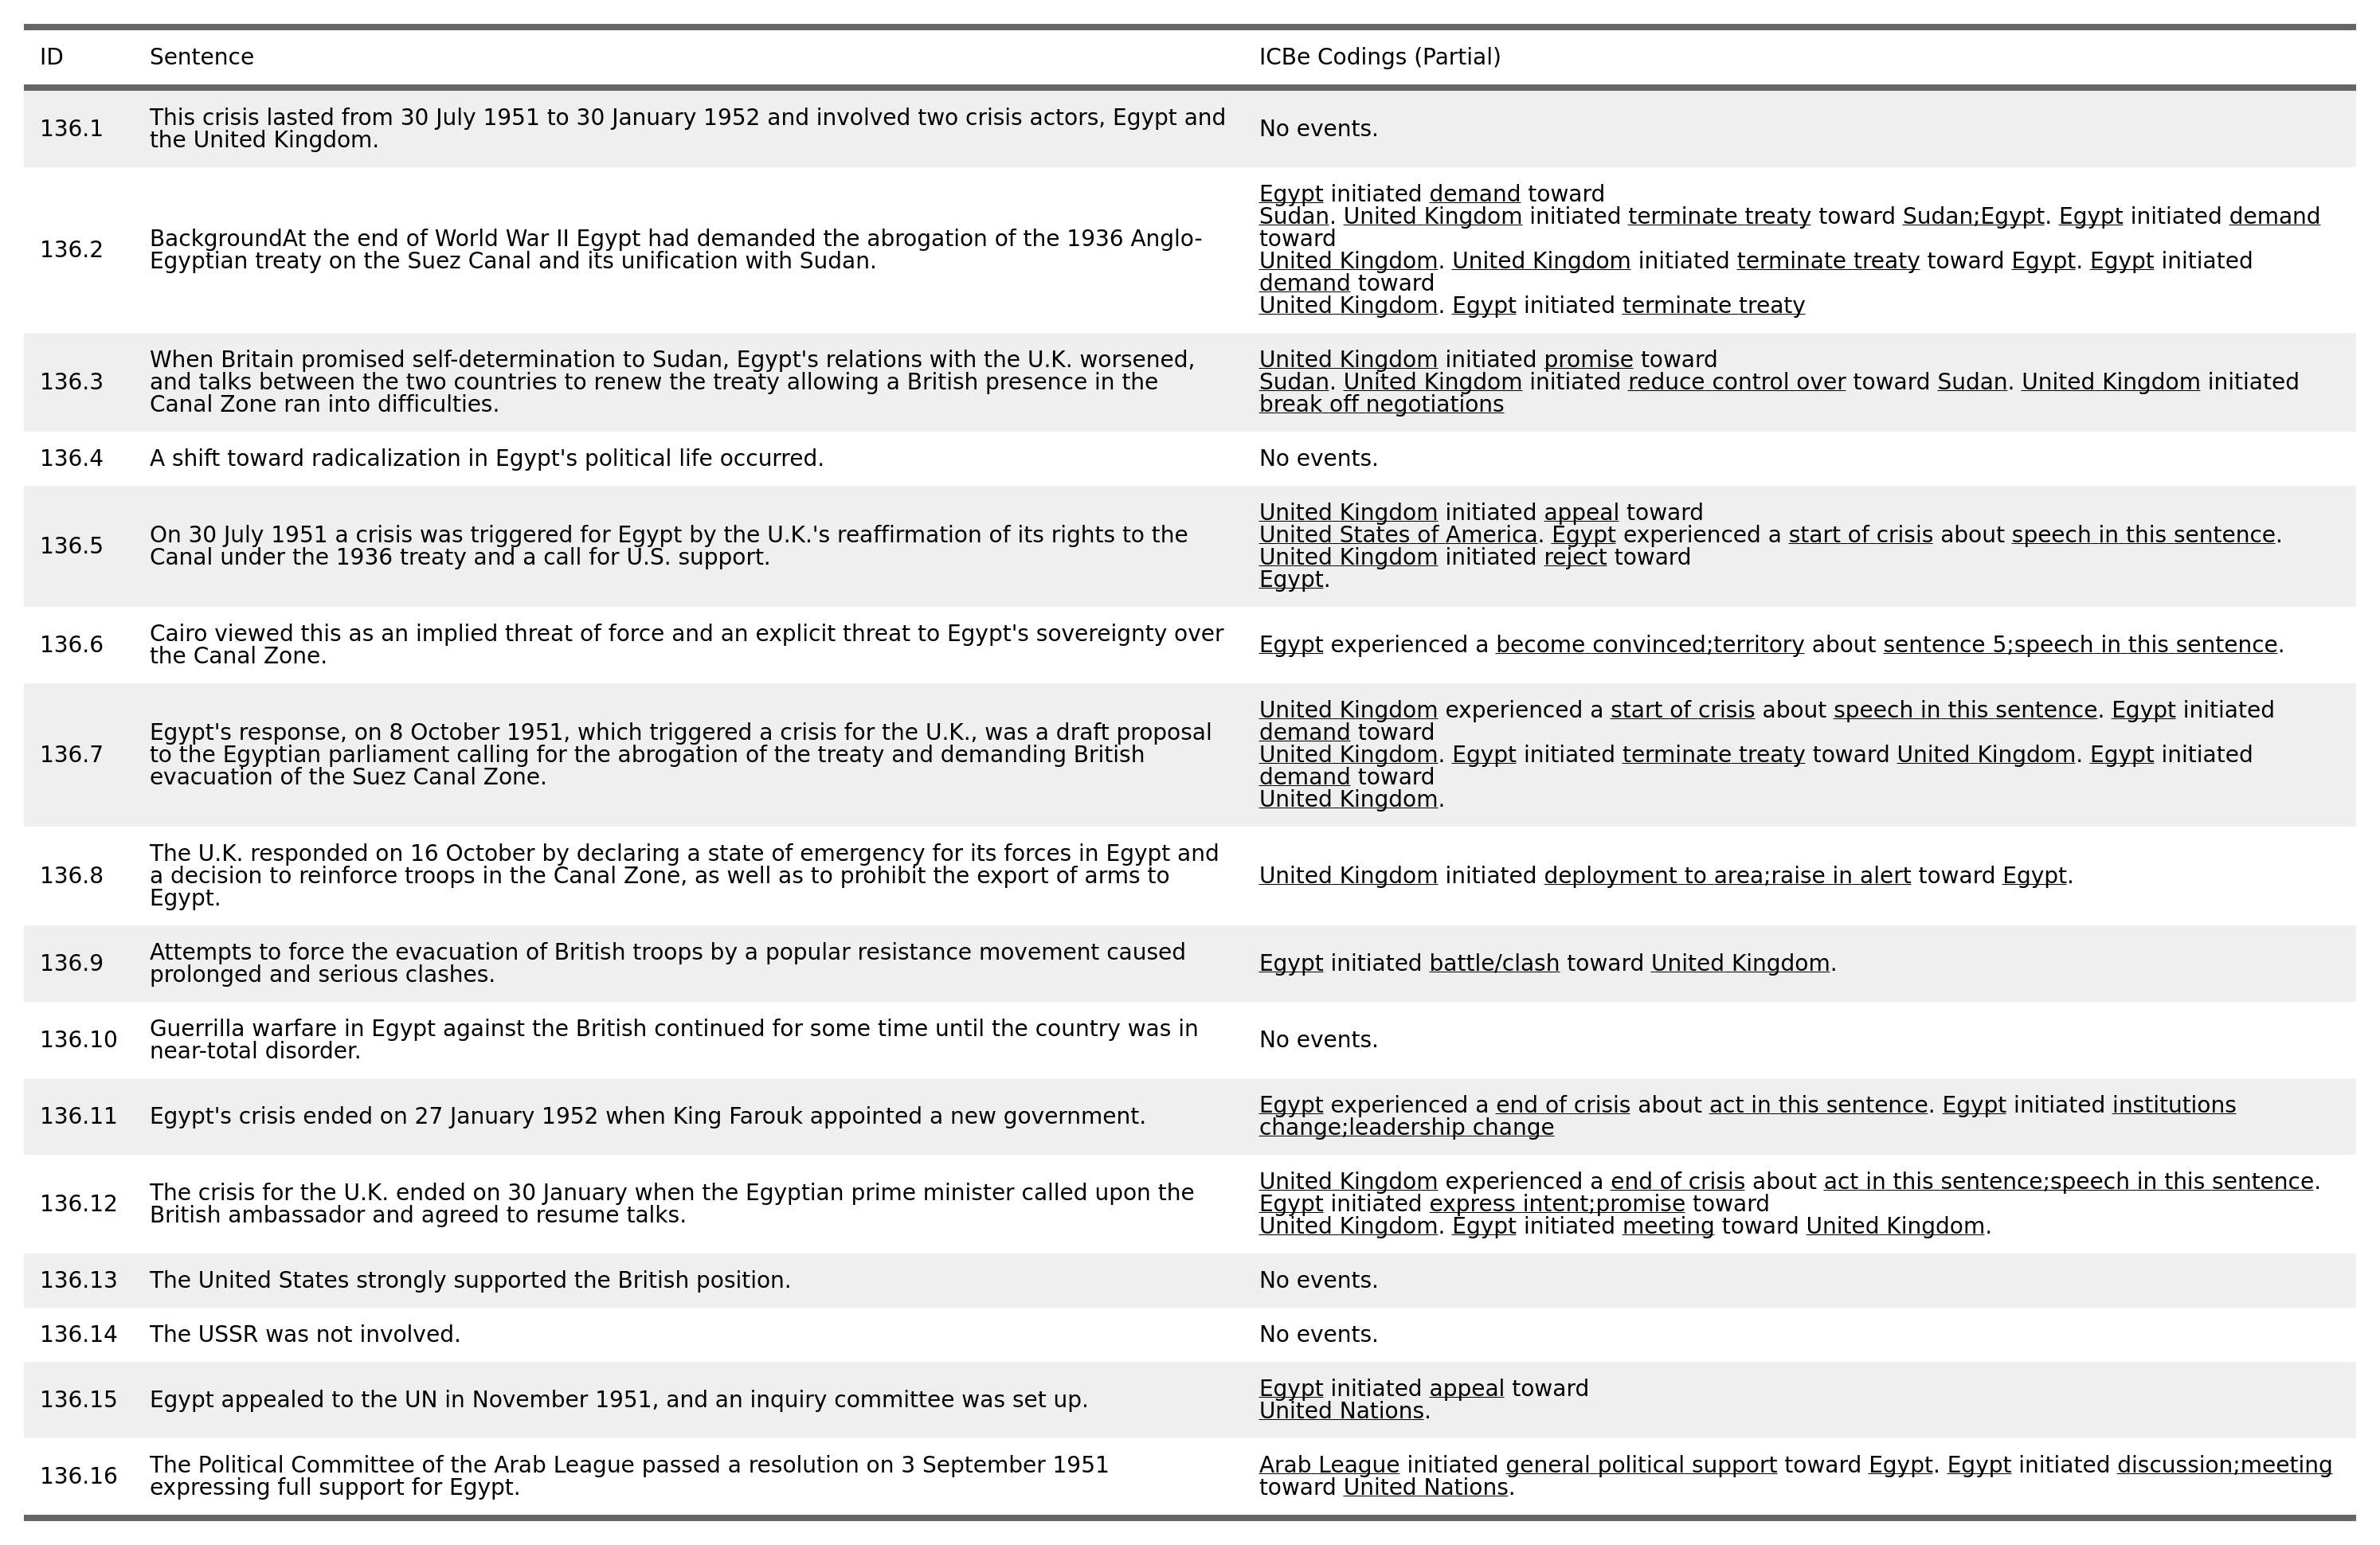 ID Sentence ICBe Codings (Partial)
136.1 This crisis lasted from 30 July 1951 to 30 January 1952 and involved two crisis actors, Egypt and
the United Kingdom.
No events.
136.2 BackgroundAt the end of World War II Egypt had demanded the abrogation of the 1936 Anglo-
Egyptian treaty on the Suez Canal and its unification with Sudan.
Egypt initiated demand toward
Sudan. United Kingdom initiated terminate treaty toward Sudan;Egypt. Egypt initiated demand
toward
United Kingdom. United Kingdom initiated terminate treaty toward Egypt. Egypt initiated
demand toward
United Kingdom. Egypt initiated terminate treaty
136.3 When Britain promised self-determination to Sudan, Egypt's relations with the U.K. worsened,
and talks between the two countries to renew the treaty allowing a British presence in the
Canal Zone ran into difficulties.
United Kingdom initiated promise toward
Sudan. United Kingdom initiated reduce control over toward Sudan. United Kingdom initiated
break off negotiations
136.4 A shift toward radicalization in Egypt's political life occurred.
No events.
136.5 On 30 July 1951 a crisis was triggered for Egypt by the U.K.'s reaffirmation of its rights to the
Canal under the 1936 treaty and a call for U.S. support.
United Kingdom initiated appeal toward
United States of America. Egypt experienced a start of crisis about speech in this sentence.
United Kingdom initiated reject toward
Egypt.
136.6 Cairo viewed this as an implied threat of force and an explicit threat to Egypt's sovereignty over
the Canal Zone.
Egypt experienced a become convinced;territory about sentence 5;speech in this sentence.
136.7 Egypt's response, on 8 October 1951, which triggered a crisis for the U.K., was a draft proposal
to the Egyptian parliament calling for the abrogation of the treaty and demanding British
evacuation of the Suez Canal Zone.
United Kingdom experienced a start of crisis about speech in this sentence. Egypt initiated
demand toward
United Kingdom. Egypt initiated terminate treaty toward United Kingdom. Egypt initiated
demand toward
United Kingdom.
136.8 The U.K. responded on 16 October by declaring a state of emergency for its forces in Egypt and
a decision to reinforce troops in the Canal Zone, as well as to prohibit the export of arms to
Egypt.
United Kingdom initiated deployment to area;raise in alert toward Egypt.
136.9 Attempts to force the evacuation of British troops by a popular resistance movement caused
prolonged and serious clashes.
Egypt initiated battle/clash toward United Kingdom.
136.10 Guerrilla warfare in Egypt against the British continued for some time until the country was in
near-total disorder.
No events.
136.11 Egypt's crisis ended on 27 January 1952 when King Farouk appointed a new government.
Egypt experienced a end of crisis about act in this sentence. Egypt initiated institutions
change;leadership change
136.12 The crisis for the U.K. ended on 30 January when the Egyptian prime minister called upon the
British ambassador and agreed to resume talks.
United Kingdom experienced a end of crisis about act in this sentence;speech in this sentence.
Egypt initiated express intent;promise toward
United Kingdom. Egypt initiated meeting toward United Kingdom.
136.13 The United States strongly supported the British position.
No events.
136.14 The USSR was not involved.
No events.
136.15 Egypt appealed to the UN in November 1951, and an inquiry committee was set up.
Egypt initiated appeal toward
United Nations.
136.16 The Political Committee of the Arab League passed a resolution on 3 September 1951
expressing full support for Egypt.
Arab League initiated general political support toward Egypt. Egypt initiated discussion;meeting
toward United Nations.